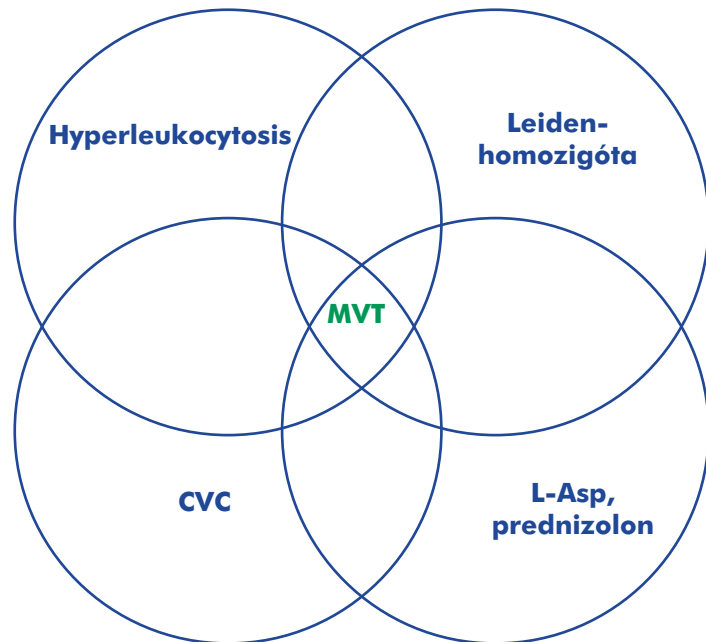 Hyperleukocytosis
Leiden-
homozigóta
MVT
CVC
L-Asp,
prednizolon